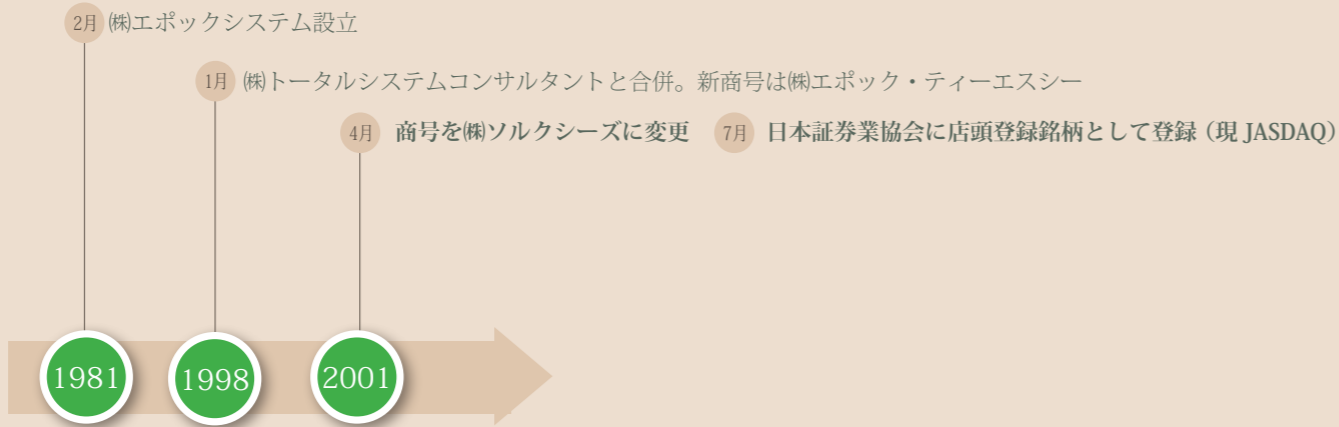 2月 ㈱エポックシステム設立
1月 ㈱トータルシステムコンサルタントと合併。新商号は㈱エポック・ティーエスシー
4月 商号を㈱ソルクシーズに変更 7月 日本証券業協会に店頭登録銘柄として登録（現 JASDAQ）
1981 1998 2001